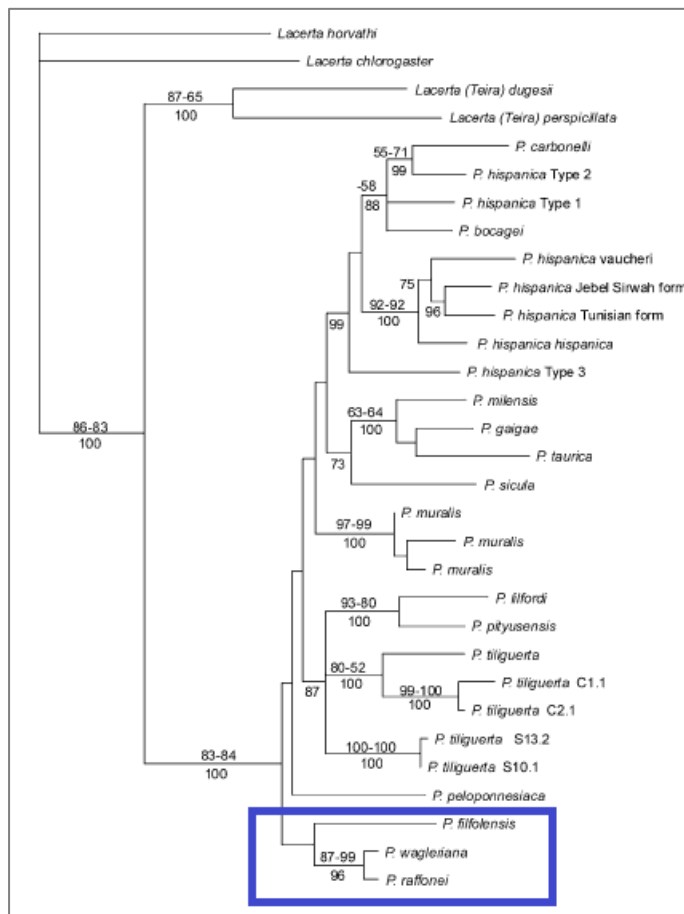 Lacerta horvathi
Lacerta chlorogaster
87-65
Lacerta (Teira) dugesii
100
Lacerta (Teira) perspicillata
P. carbonelli
55-71
99
P. hispanica Type 2
-58
88
P. hispanica Type 1
P. bocagei
P. hispanica vaucheri
75
P. hispanica Jebel Sirwah form
92-92
96
100
P. hispanica Tunisian form
99
P. hispanica hispanica
P. hispanica Type 3
P. milensis
63-64
100
P. gaigae
86-83
100
P. taurica
73
P. sicula
P. muralis
97-99
100
P. muralis
P. muralis
93-80
P. lilfordi
100
P. pityusensis
P. tiliguerta
80-52
87
100
99-100
100
P. tiliguerta C1.1
P. tiliguerta C2.1
P. tiliguerta S13.2
100-100
100
83-84
100
P. tiliguerta S10.1
P. peloponnesiaca
P. filfolensis
87-99
P. wagleriana
96
P. raffonei